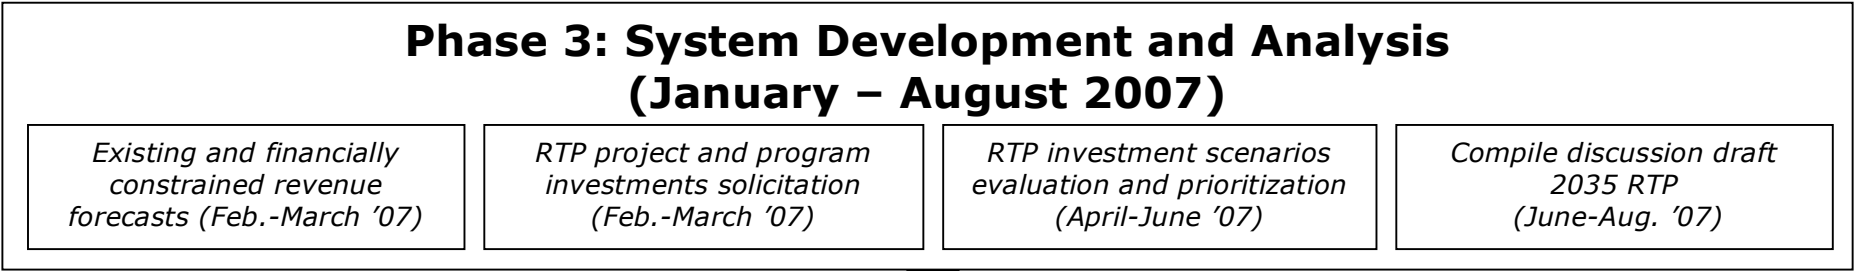 Phase 3: System Development and Analysis
(January – August 2007)
Existing and financially
constrained revenue
forecasts (Feb.-March ’07)
RTP project and program
investments solicitation
(Feb.-March ’07)
RTP investment scenarios
evaluation and prioritization
(April-June ’07)
Compile discussion draft
2035 RTP
(June-Aug. ’07)